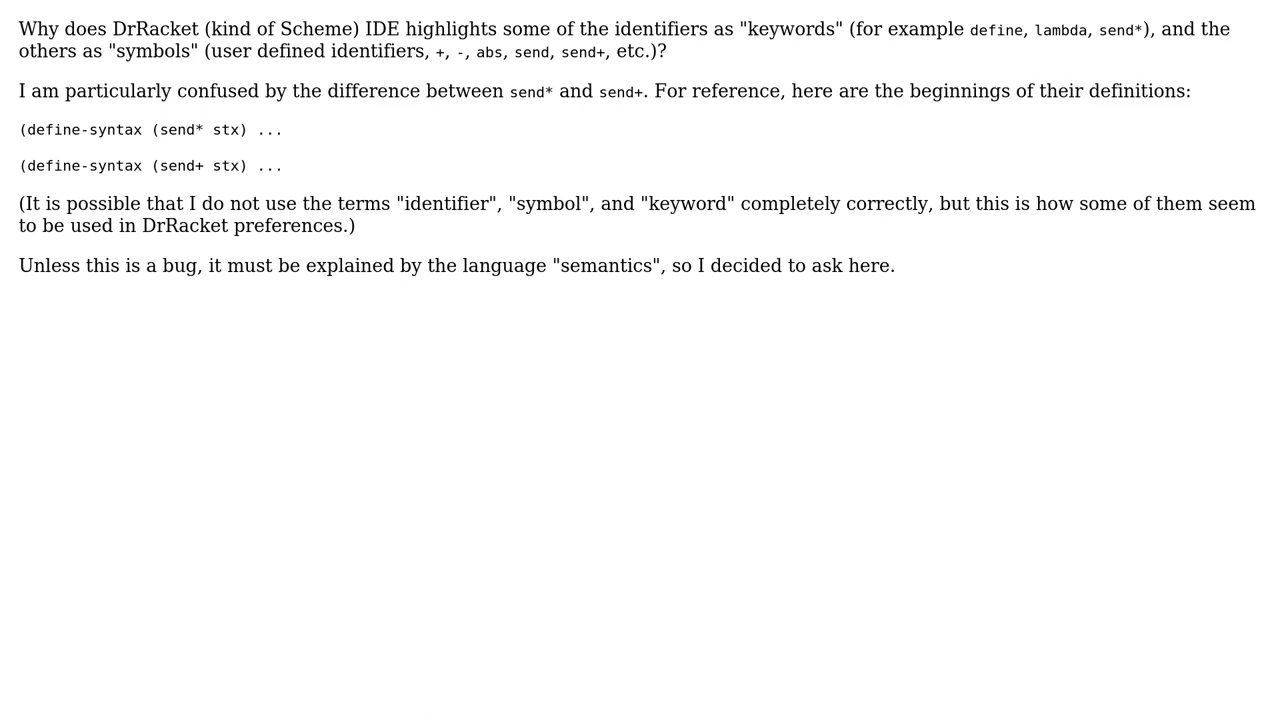 Why does DrRacket (kind of Scheme) IDE highlights some of the identifiers as "keywords" (for example define, lambda, send*), and the
others as "symbols" (user defined identifiers, +, -, abs, send, send+, etc.)?
I am particularly confused by the difference between send* and send+. For reference, here are the beginnings of their definitions:
(define-syntax (send* stx) ...
(define-syntax (send+ stx) ...
(It is possible that I do not use the terms "identifier", "symbol", and "keyword" completely correctly, but this is how some of them seem
to be used in DrRacket preferences.)
Unless this is a bug, it must be explained by the language "semantics", so I decided to ask here.